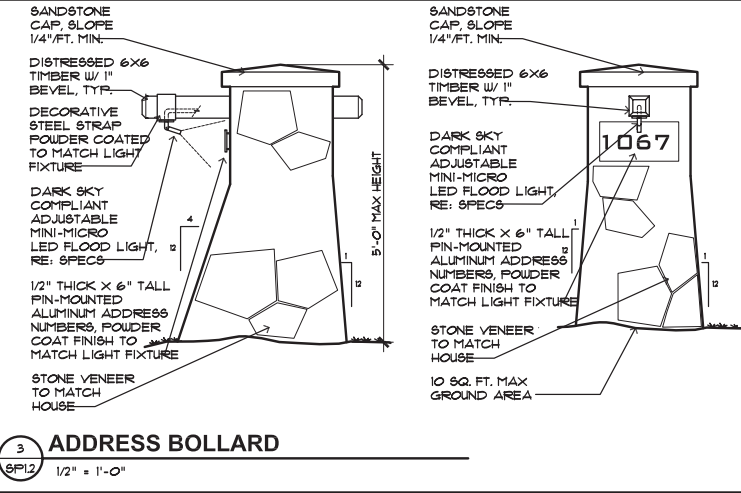 SANDSTONE
CAP, SLOPE
1/4"/FT. MIN.
DISTRESSED 6X6
TIMBER W/ 1"
BEVEL, TYP.
DECORATIVE
STEEL STRAP
POWDER COATED
TO MATCH LIGHT
FIXTURE
DARK SKY
COMPLIANT
ADJUSTABLE
MINI-MICRO
LED FLOOD LIGHT,
RE: SPECS
1/2" THICK X 6" TALL
PIN-MOUNTED
ALUMINUM ADDRESS
NUMBERS, POWDER
COAT FINISH TO
MATCH LIGHT FIXTURE
STONE VENEER
TO MATCH
HOUSE
4
12
1
12
5'-0" MAX HEIGHT
SANDSTONE
CAP, SLOPE
1/4"/FT. MIN.
DISTRESSED 6X6
TIMBER W/ 1"
BEVEL, TYP.
DARK SKY
COMPLIANT
ADJUSTABLE
MINI-MICRO
LED FLOOD LIGHT,
RE: SPECS
1/2" THICK X 6" TALL
PIN-MOUNTED
ALUMINUM ADDRESS
NUMBERS, POWDER
COAT FINISH TO
MATCH LIGHT FIXTURE
STONE VENEER
TO MATCH
HOUSE
10 SQ. FT. MAX
GROUND AREA
1067
1
12
1
12
3
SP1.2
ADDRESS BOLLARD
1/2" = 1'-0"